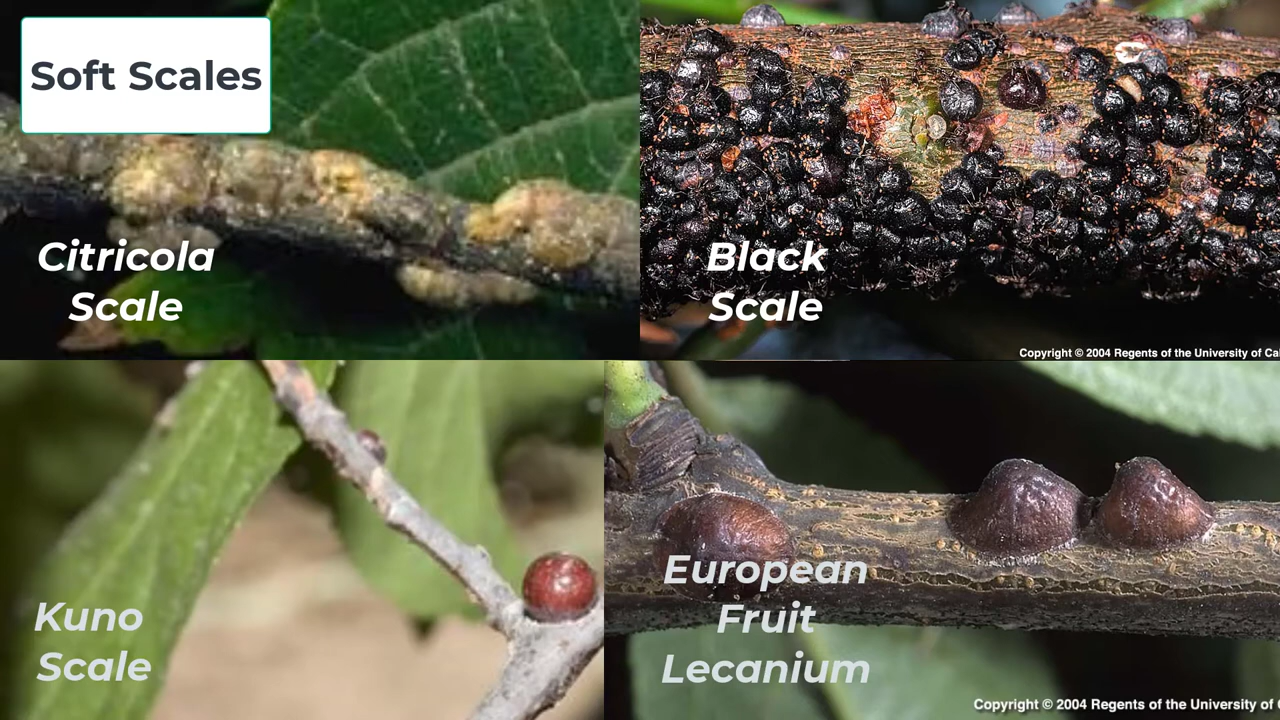 Soft Scales
Citricola
Scale
Black
Scale
Copyright © 2004 Regents of the University of Cal
Kuno
Scale
European
Fruit
Lecanium
Copyright © 2004 Regents of the University of